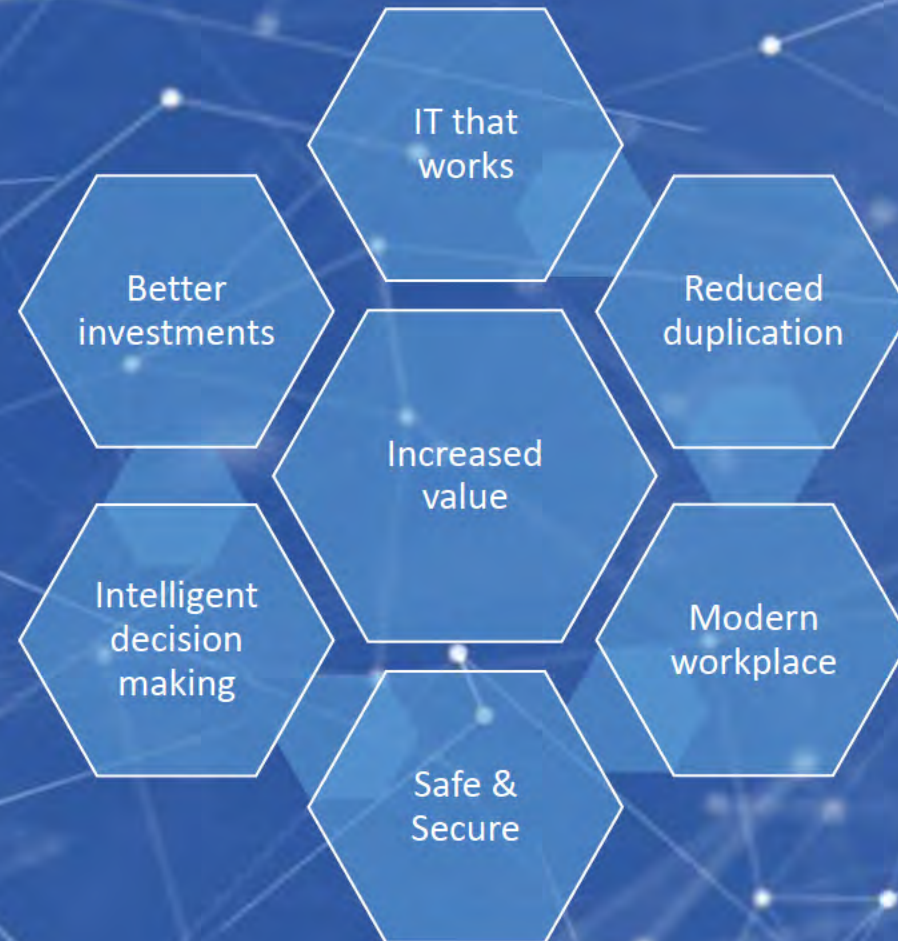 IT that
works
Better
investments
Reduced
duplication
Increased
value
Intelligent
decision
making
Modern
workplace
Safe &
Secure